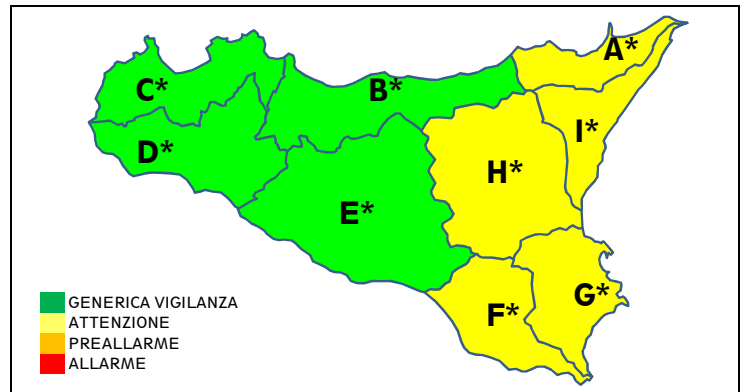 A*
C*
B*
I*
D*
H*
E*
G*
F*
GENERICA VIGILANZA
ATTENZIONE
PREALLARME
ALLARME